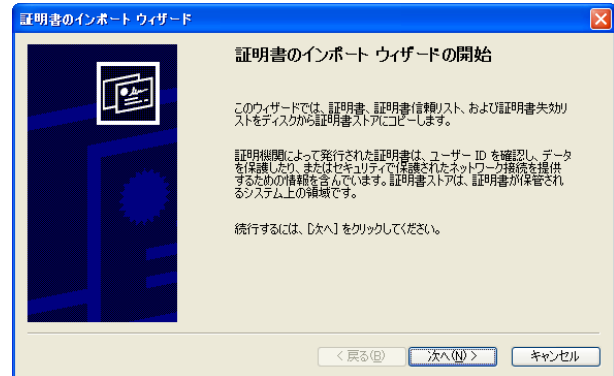 証明書のインポート ウィザード
証明書のインポート ウィザードの開始
このウィザードでは、証明書、証明書信頼リスト、および証明書失効リ
ストをディスクから証明書ストアにコピーします。
証明機関によって発行された証明書は、ユーザー ID を確認し、データ
を保護したり、またはセキュリティで保護されたネットワーク接続を提供
するための情報を含んでいます。証明書ストアは、証明書が保管され
るシステム上の領域です。
続行するには、[次へ] をクリックしてください。
< 戻る(B)
次へ(N) >
キャンセル